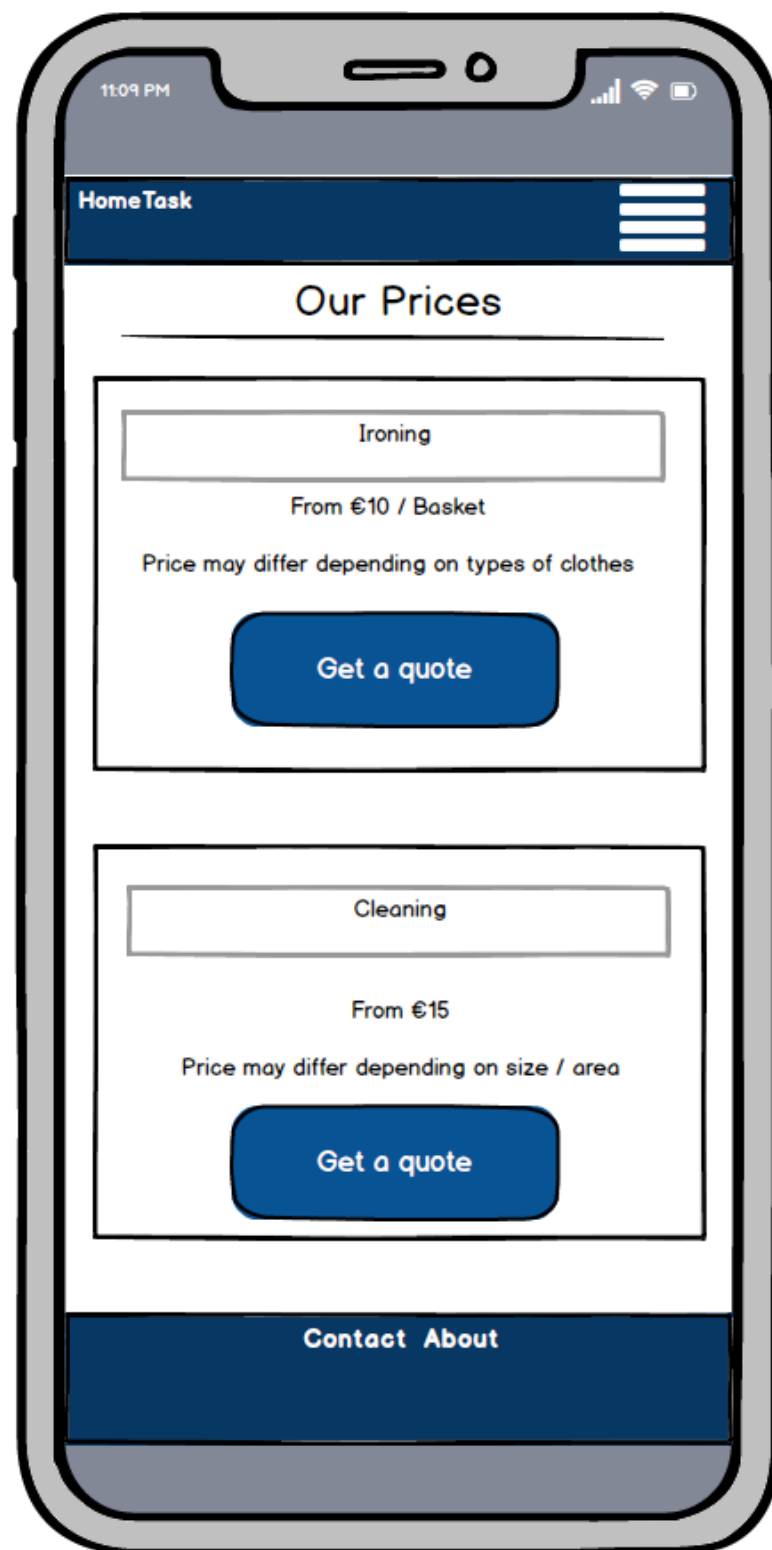 11:09 PM
HomeTask
Our Prices
Ironing
From €10 / Basket
Price may differ depending on types of clothes
Get a quote
Cleaning
From €15
Price may differ depending on size / area
Get a quote
Contact About